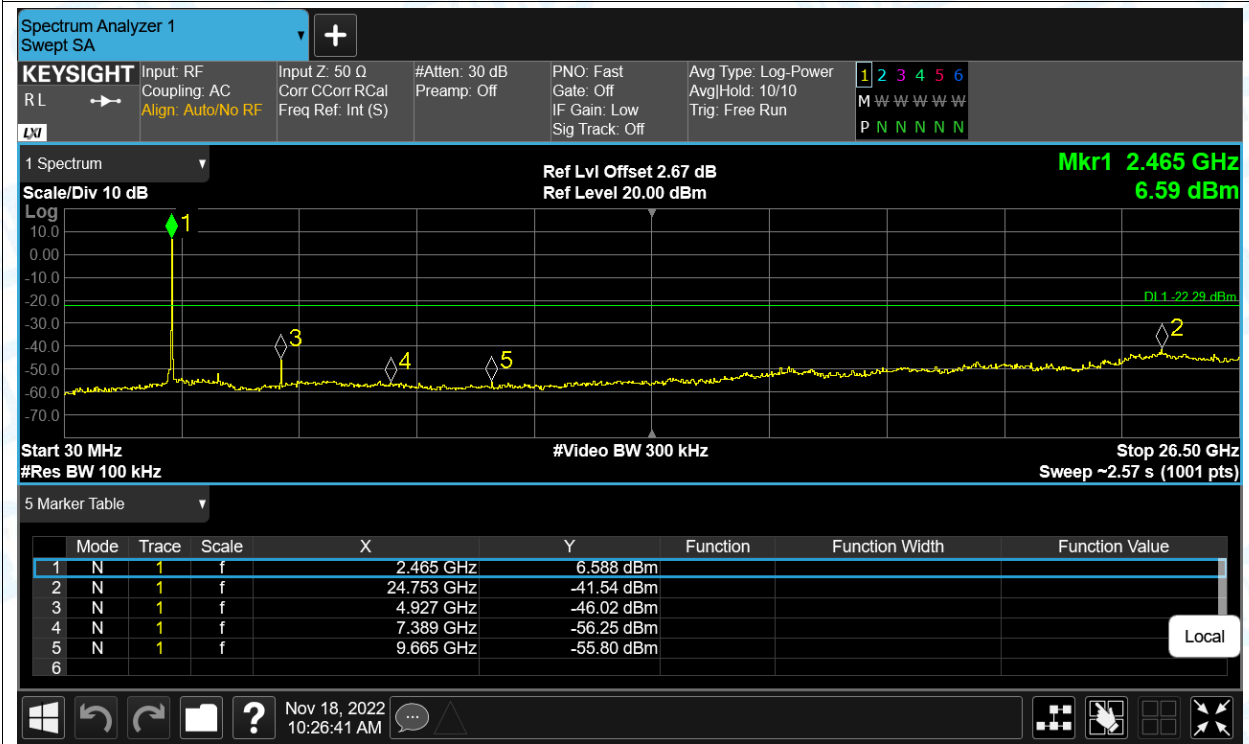 Spectrum Analyzer 1
Swept SA
+
KEYSIGHT Input: RF Input Z: 50 Ω #Atten: 30 dB PNO: Fast Avg Type: Log-Power 1 2 3 4 5 6
R L Coupling: AC Corr CCorr RCal Preamp: Off Gate: Off Avg|Hold: 10/10 M W W W W W
Align: Auto/No RF Freq Ref: Int (S) IF Gain: Low Trig: Free Run
LXI Sig Track: Off P N N N N N
1 Spectrum
Scale/Div 10 dB
Ref Lvl Offset 2.67 dB
Ref Level 20.00 dBm
Mkr1 2.465 GHz
6.59 dBm
Log
10.0
0.00
-10.0
-20.0
-30.0
-40.0
-50.0
-60.0
-70.0
1
DL1 -22.29 dBm
2
3
4
5
Start 30 MHz #Video BW 300 kHz Stop 26.50 GHz
#Res BW 100 kHz Sweep ~2.57 s (1001 pts)
5 Marker Table
Mode Trace Scale X Y Function Function Width Function Value
1 N 1 f 2.465 GHz 6.588 dBm
2 N 1 f 24.753 GHz -41.54 dBm
3 N 1 f 4.927 GHz -46.02 dBm
4 N 1 f 7.389 GHz -56.25 dBm
5 N 1 f 9.665 GHz -55.80 dBm
6
Local
? Nov 18, 2022
10:26:41 AM